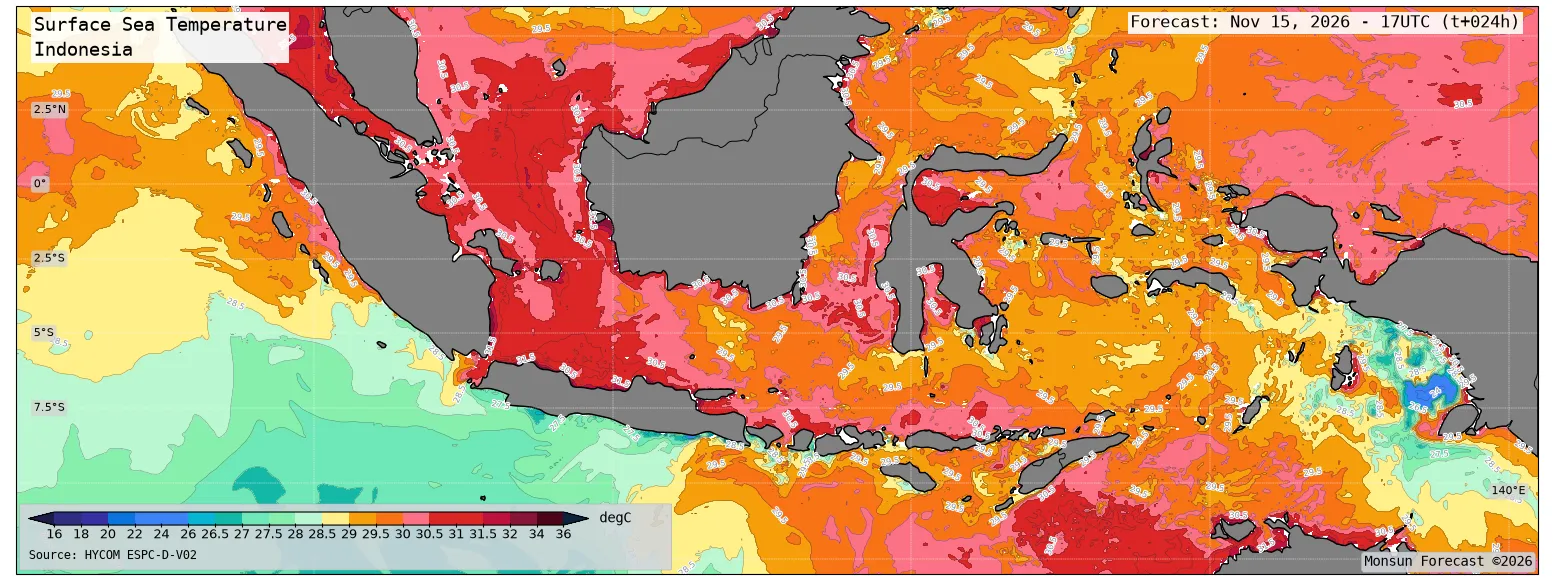 Surface Sea Temperature
Indonesia
Forecast: Nov 15, 2026 - 17UTC (t+024h)
2.5°N
0°
2.5°S
5°S
7.5°S
140°E
16 18 20 22 24 26 26.5 27 27.5 28 28.5 29 29.5 30 30.5 31 31.5 32 34 36
degC
Source: HYCOM ESPC-D-V02
Monsun Forecast ©2026